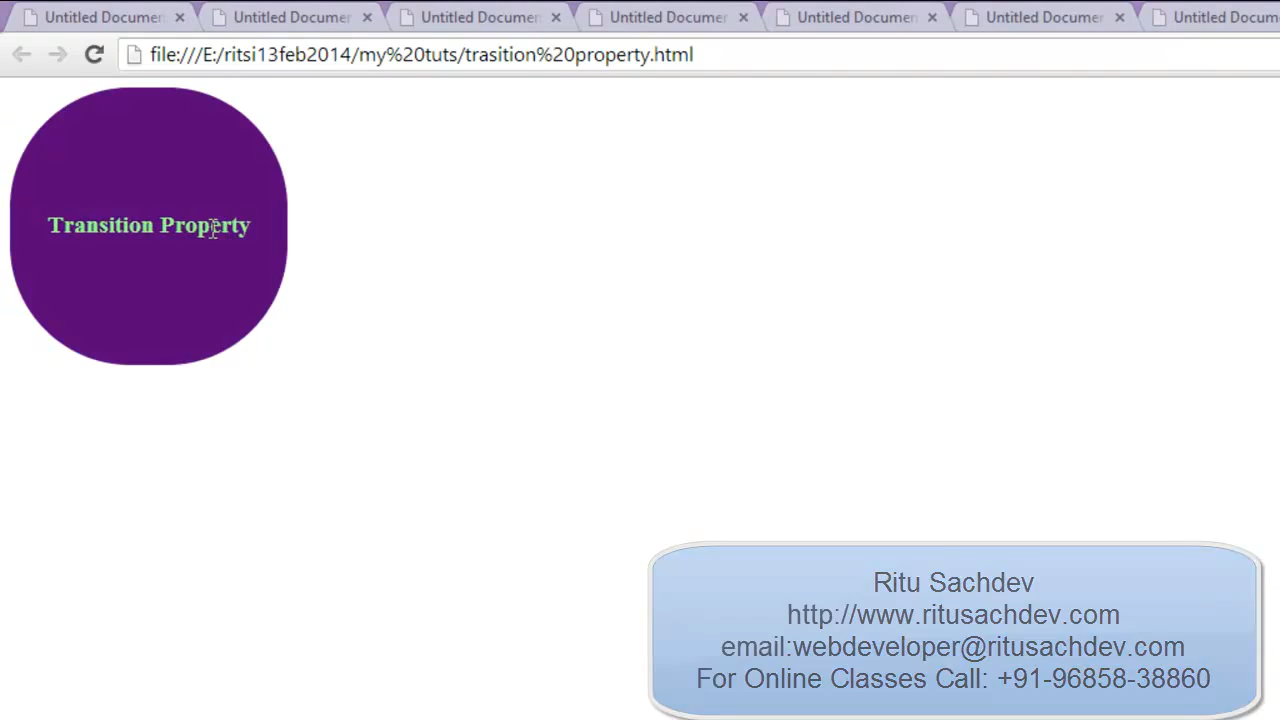 Untitled Documen Untitled Documen Untitled Documen Untitled Documen Untitled Documen Untitled Documen Untitled Docum
file:///E:/ritsi13feb2014/my%20tuts/trasition%20property.html
Transition Property
Ritu Sachdev
http://www.ritusachdev.com
email:webdeveloper@ritusachdev.com
For Online Classes Call: +91-96858-38860